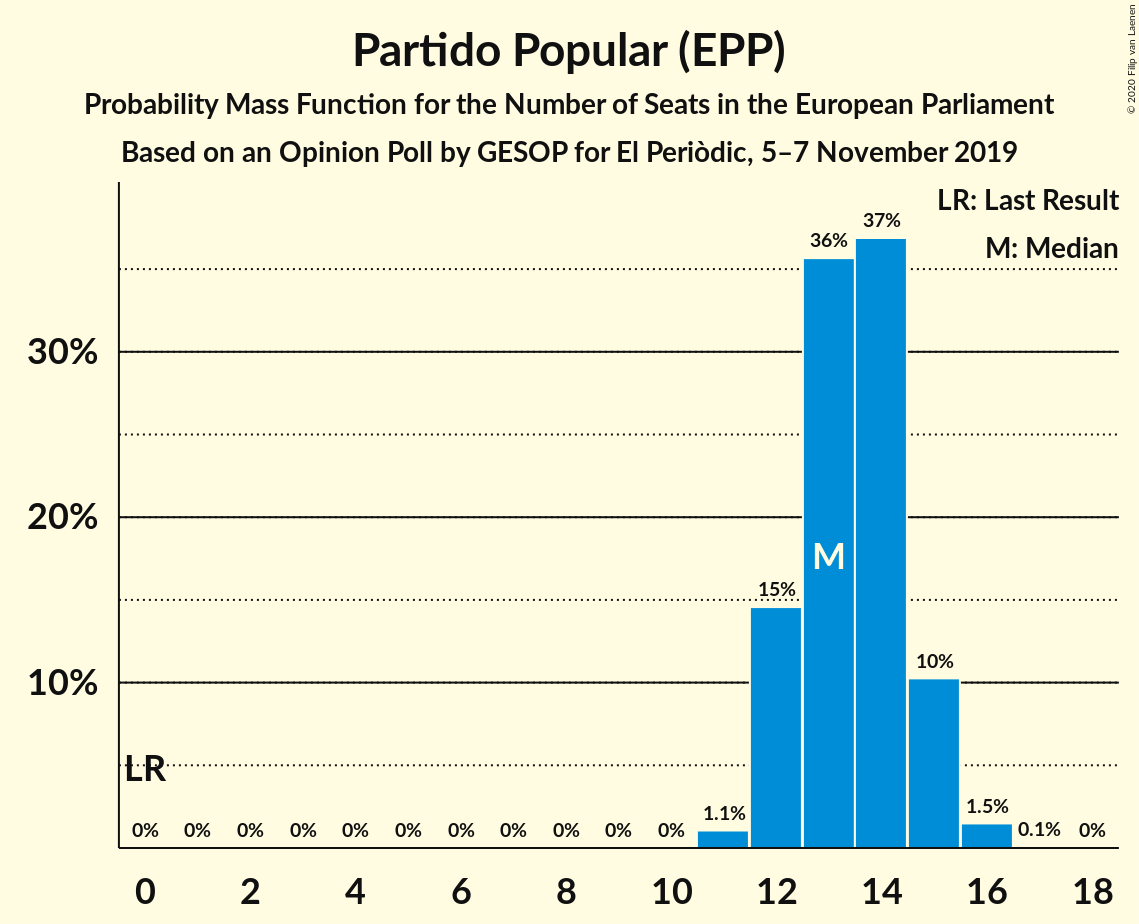 Partido Popular (EPP)
Probability Mass Function for the Number of Seats in the European Parliament
Based on an Opinion Poll by GESOP for El Periòdic, 5–7 November 2019
© 2020 Filip van Laenen
LR: Last Result
M: Median
37%
36%
30%
20%
M
15%
10%
10%
LR
0% 0% 0% 0% 0% 0% 0% 0% 0% 0% 0% 1.1% 1.5% 0.1% 0%
0 2 4 6 8 10 12 14 16 18